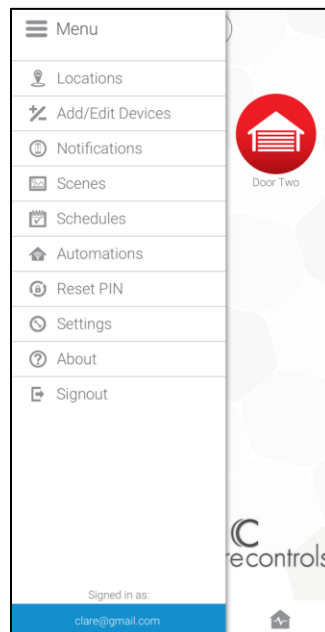 Menu
Locations
Add/Edit Devices
Notifications
Scenes
Schedules
Automations
Reset PIN
Settings
About
Signout
Door Two
recontrols
Signed in as:
clare@gmail.com